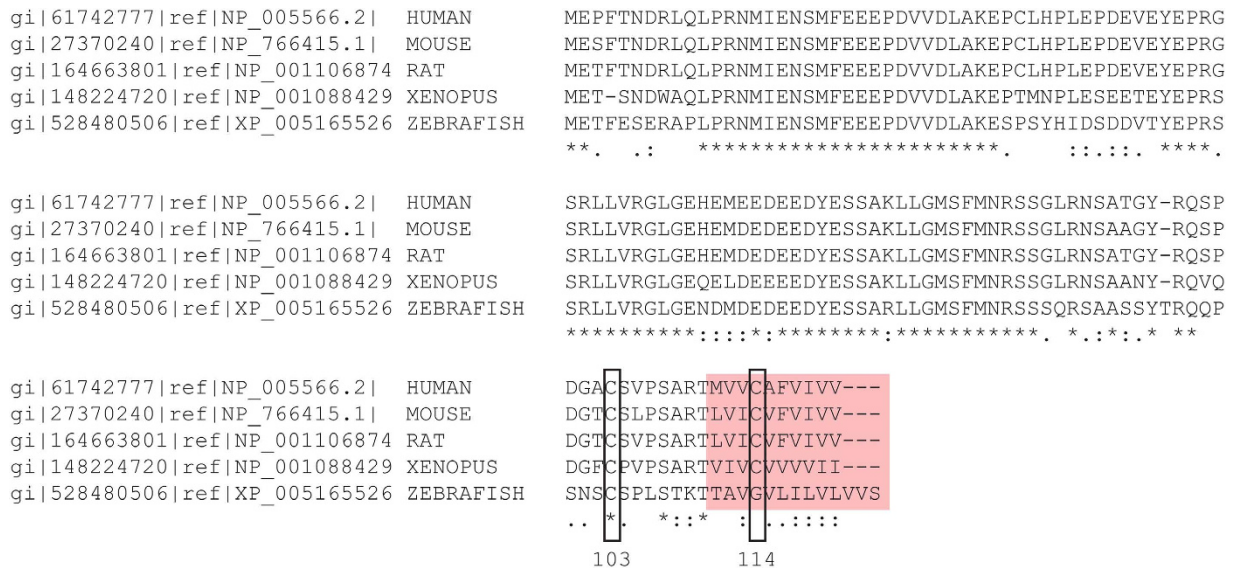 gi|61742777|ref|NP_005566.2| HUMAN MEPFTNDRLQLPRNMIENSMFEEEPDVVDLAKEPCLHPLEPDEVEYEPRG
gi|27370240|ref|NP_766415.1| MOUSE MESFTNDRLQLPRNMIENSMFEEEPDVVDLAKEPCLHPLEPDEVEYEPRG
gi|164663801|ref|NP_001106874 RAT METFTNDRLQLPRNMIENSMFEEEPDVVDLAKEPCLHPLEPDEVEYEPRG
gi|148224720|ref|NP_001088429 XENOPUS MET-SNDWAQLPRNMIENSMFEEEPDVVDLAKEPTMNPLESEETEYEPRS
gi|528480506|ref|XP_005165526 ZEBRAFISH METFESERAPLPRNMIENSMFEEEPDVVDLAKESPSYHIDSDDVTYEPRS
**. .: ***********************. ::.::. ****.
gi|61742777|ref|NP_005566.2| HUMAN SRLLVRGLGEHEMEEDEEDYESSAKLLGMSFMNRSSGLRNSATGY-RQSP
gi|27370240|ref|NP_766415.1| MOUSE SRLLVRGLGEHEMDEDEEDYESSAKLLGMSFMNRSSGLRNSAAGY-RQSP
gi|164663801|ref|NP_001106874 RAT SRLLVRGLGEHEMDEDEEDYESSAKLLGMSFMNRSSGLRNSATGY-RQSP
gi|148224720|ref|NP_001088429 XENOPUS SRLLVRGLGEQELDEEEEDYESSAKLLGMSFMNRSSGLRNSAANY-RQVQ
gi|528480506|ref|XP_005165526 ZEBRAFISH SRLLVRGLGENDMDEDEEDYESSARLLGMSFMNRSSSQRSAASSYTRQQP
**********::::*:********:***********. *.:*:.* **
gi|61742777|ref|NP_005566.2| HUMAN DGACSVPSARTMVVCAFVIVV---
gi|27370240|ref|NP_766415.1| MOUSE DGTCSLPSARTLVICVFVIVV---
gi|164663801|ref|NP_001106874 RAT DGTCSVPSARTLVICVFVIVV---
gi|148224720|ref|NP_001088429 XENOPUS DGFCPVPSARTVIVCVVVVII---
gi|528480506|ref|XP_005165526 ZEBRAFISH SNSCSPLSTKTTAVGVLILVLVVS
.. *. *::* : ..::::
103 114